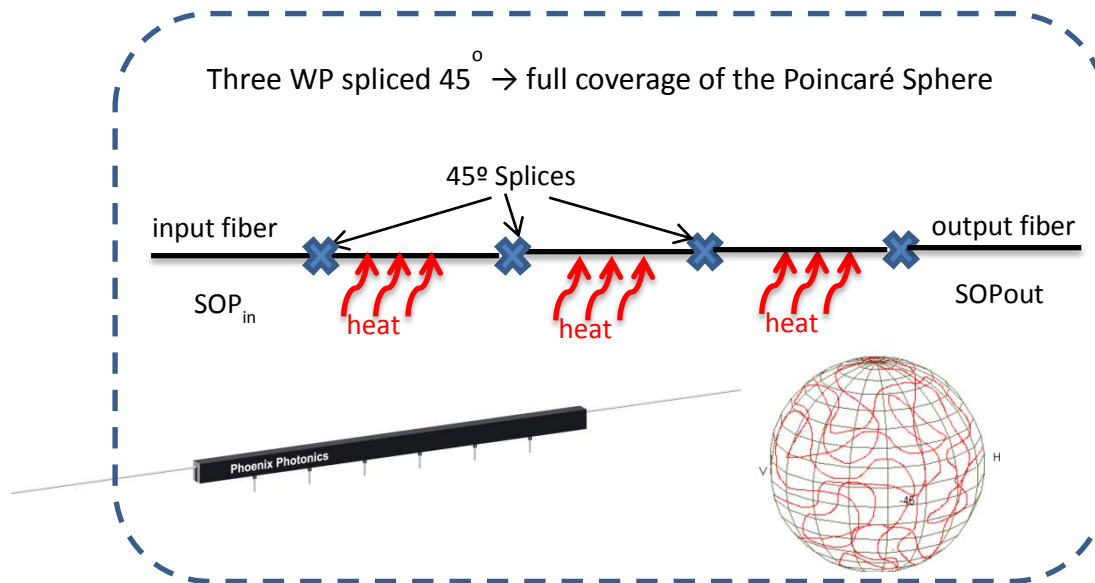 Three WP spliced 45° → full coverage of the Poincaré Sphere
45º Splices
input fiber
output fiber
SOPin
SOPout
heat
heat
heat
Phoenix Photonics
V
H
-45